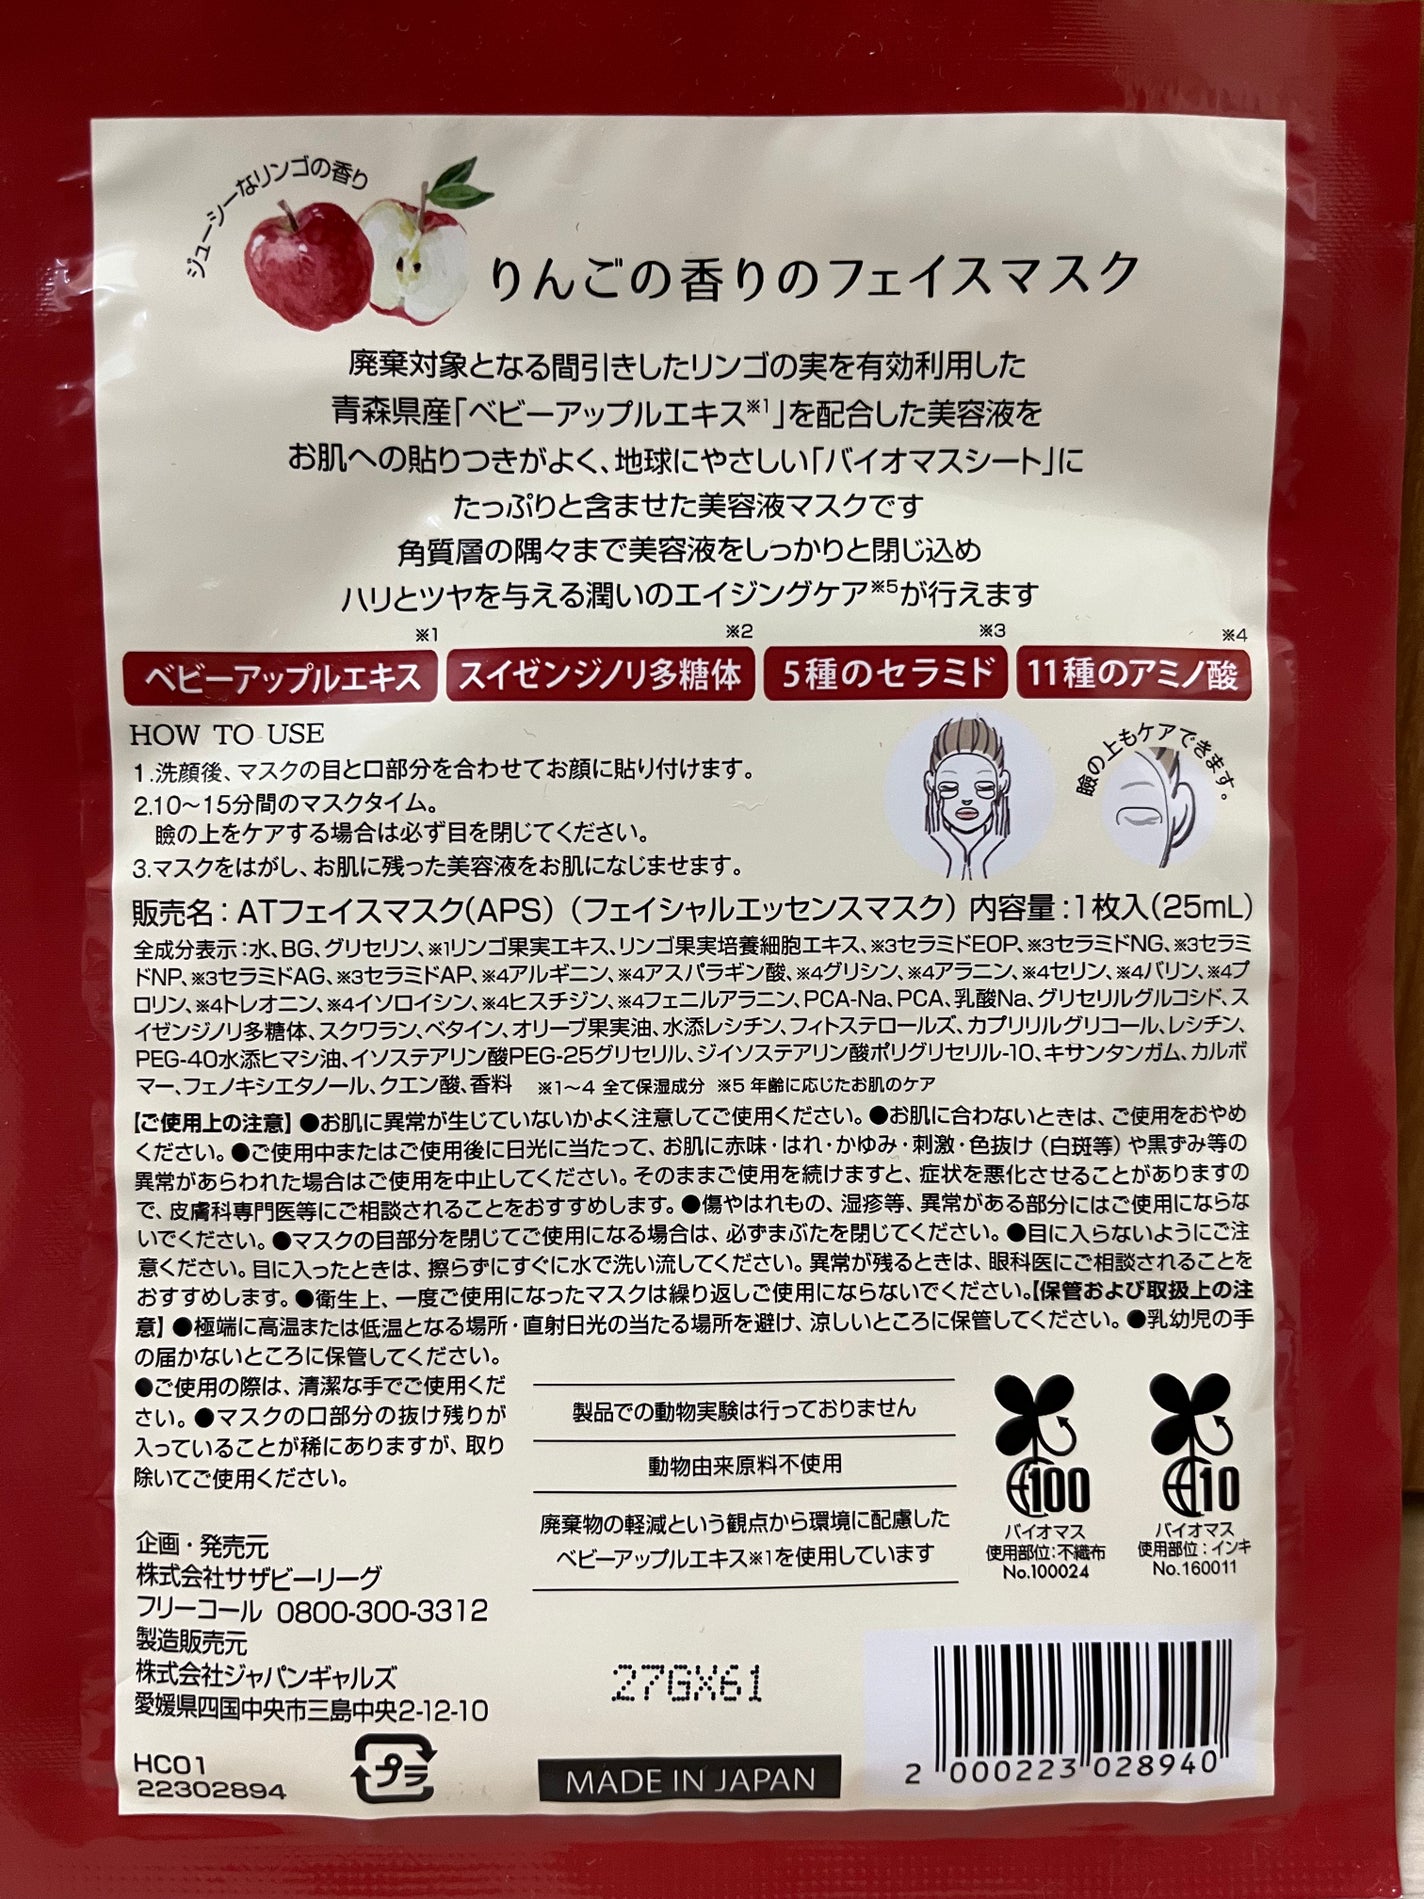 ジューシーなリンゴの香り
りんごの香りのフェイスマスク
廃棄対象となる間引きしたリンゴの実を有効利用した
青森県産「ベビーアップルエキス※1」を配合した美容液を
お肌への貼りつきがよく、地球にやさしい「バイオマスシート」に
たっぷりと含ませた美容液マスクです
角質層の隅々まで美容液をしっかりと閉じ込め
ハリとツヤを与える潤いのエイジングケア※5が行えます
※1 ※2 ※3 ※4
ベビーアップルエキス スイゼンジノリ多糖体 5種のセラミド 11種のアミノ酸
HOW TO USE
1.洗顔後、マスクの目と口部分を合わせてお顔に貼り付けます。
2.10〜15分間のマスクタイム。
瞼の上をケアする場合は必ず目を閉じてください。
3.マスクをはがし、お肌に残った美容液をお肌になじませます。
瞼の上もケアできます。
販売名：ATフェイスマスク(APS)（フェイシャルエッセンスマスク）内容量：1枚入(25mL)
全成分表示：水、BG、グリセリン、※1リンゴ果実エキス、リンゴ果実培養細胞エキス、※3セラミドEOP、※3セラミドNG、※3セラミ
ドNP、※3セラミドAG、※3セラミドAP、※4アルギニン、※4アスパラギン酸、※4グリシン、※4アラニン、※4セリン、※4バリン、※4プ
ロリン、※4トレオニン、※4イソロイシン、※4ヒスチジン、※4フェニルアラニン、PCA-Na、PCA、乳酸Na、グリセリルグルコシド、ス
イゼンジノリ多糖体、スクワラン、ベタイン、オリーブ果実油、水添レシチン、フィトステロールズ、カプリリルグリコール、レシチン、
PEG-40水添ヒマシ油、イソステアリン酸PEG-25グリセリル、ジイソステアリン酸ポリグリセリル-10、キサンタンガム、カルボ
マー、フェノキシエタノール、クエン酸、香料 ※1〜4 全て保湿成分 ※5 年齢に応じたお肌のケア
【ご使用上の注意】●お肌に異常が生じていないかよく注意してご使用ください。●お肌に合わないときは、ご使用をおやめ
ください。●ご使用中またはご使用後に日光に当たって、お肌に赤味・はれ・かゆみ・刺激・色抜け（白斑等）や黒ずみ等の
異常があらわれた場合はご使用を中止してください。そのままご使用を続けますと、症状を悪化させることがありますの
で、皮膚科専門医等にご相談されることをおすすめします。●傷やはれもの、湿疹等、異常がある部分にはご使用にならな
いでください。●マスクの目部分を閉じてご使用になる場合は、必ずまぶたを閉じてください。●目に入らないようにご注
意ください。目に入ったときは、擦らずにすぐに水で洗い流してください。異常が残るときは、眼科医にご相談されることを
おすすめします。●衛生上、一度ご使用になったマスクは繰り返しご使用にならないでください。【保管および取扱上の注
意】●極端に高温または低温となる場所・直射日光の当たる場所を避け、涼しいところに保管してください。●乳幼児の手
の届かないところに保管してください。
●ご使用の際は、清潔な手でご使用くだ
さい。●マスクの口部分の抜け残りが
入っていることが稀にありますが、取り
除いてご使用ください。
製品での動物実験は行っておりません
動物由来原料不使用
廃棄物の軽減という観点から環境に配慮した
ベビーアップルエキス※1を使用しています
100
バイオマス
使用部位：不織布
No.100024
10
バイオマス
使用部位：インキ
No.160011
企画・発売元
株式会社サザビーリーグ
フリーコール 0800-300-3312
製造販売元
株式会社ジャパンギャルズ
愛媛県四国中央市三島中央2-12-10
HC01
22302894
プラ
27GX61
MADE IN JAPAN
2 000223 028940